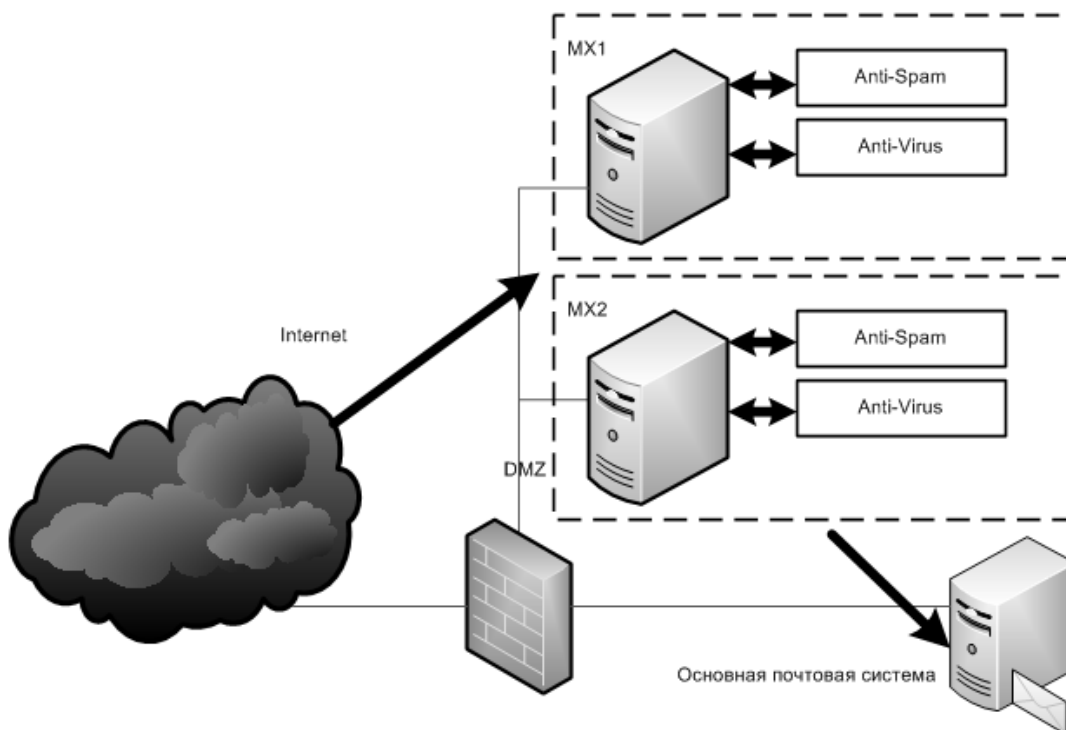 MX1
Anti-Spam
Anti-Virus
Internet
MX2
Anti-Spam
Anti-Virus
DMZ
Основная почтовая система